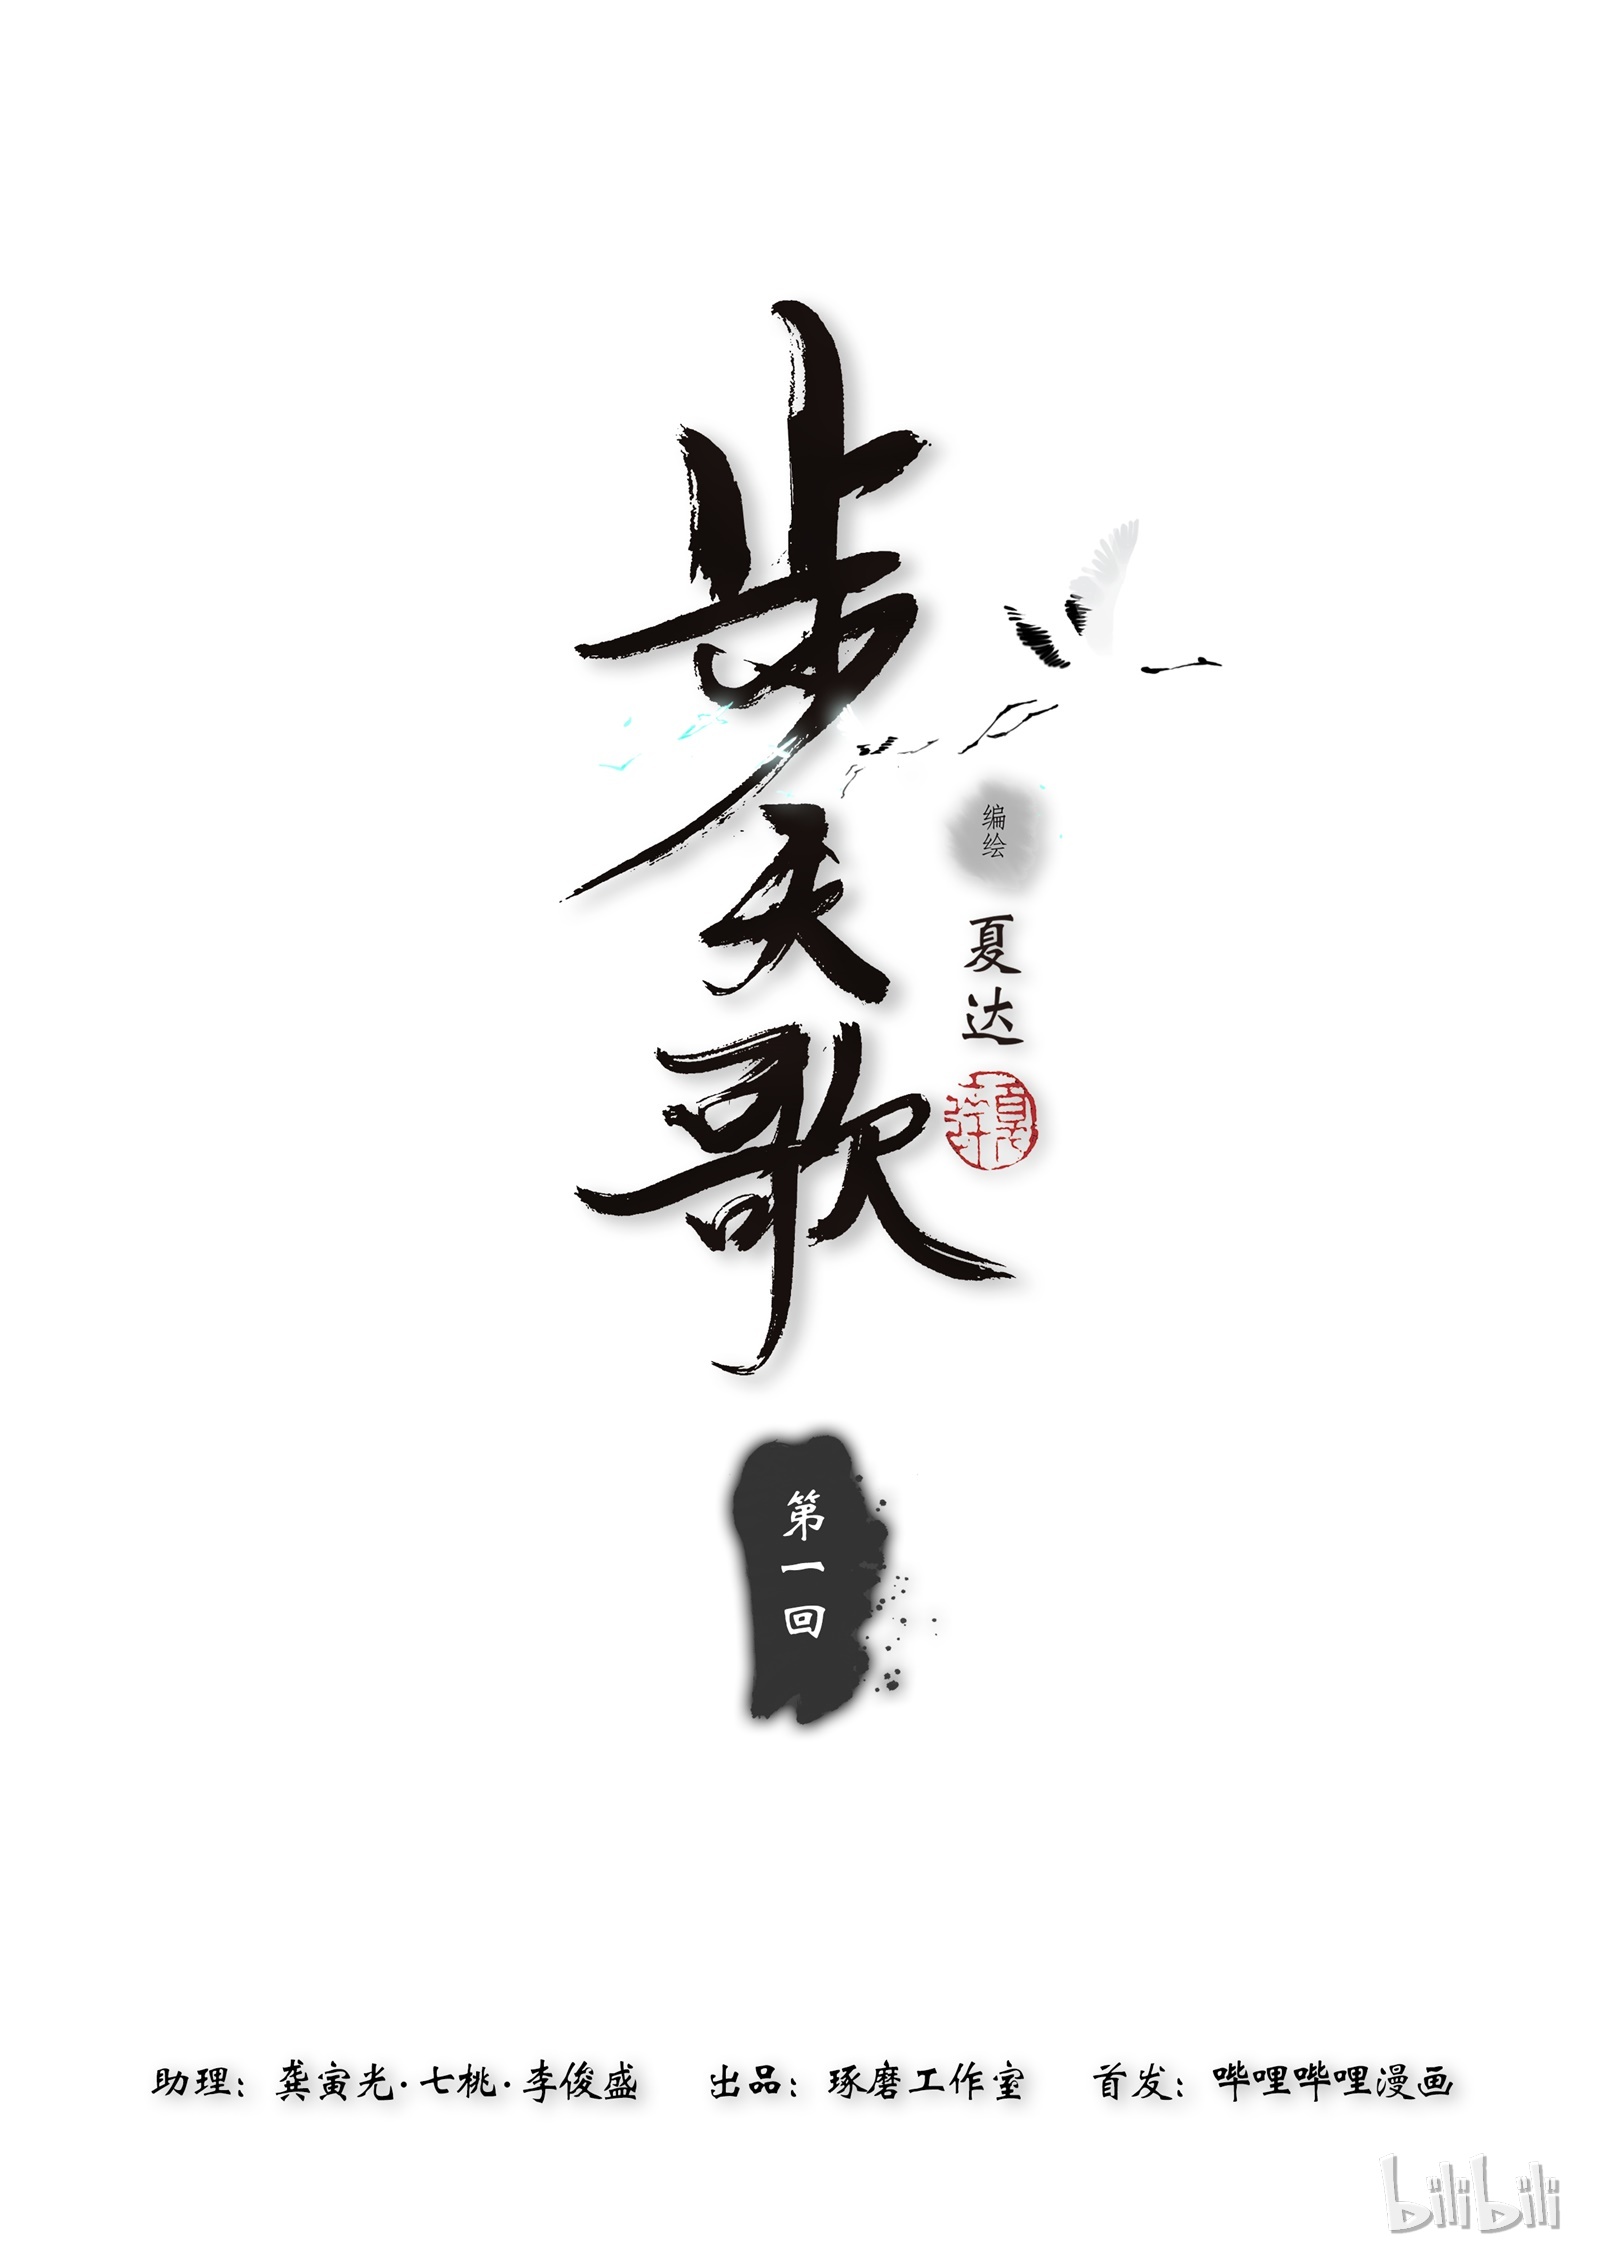 步天歌
编绘
夏达
第一回
助理：龚寅光·七桃·李俊盛 出品：琢磨工作室 首发：哔哩哔哩漫画
bilibili